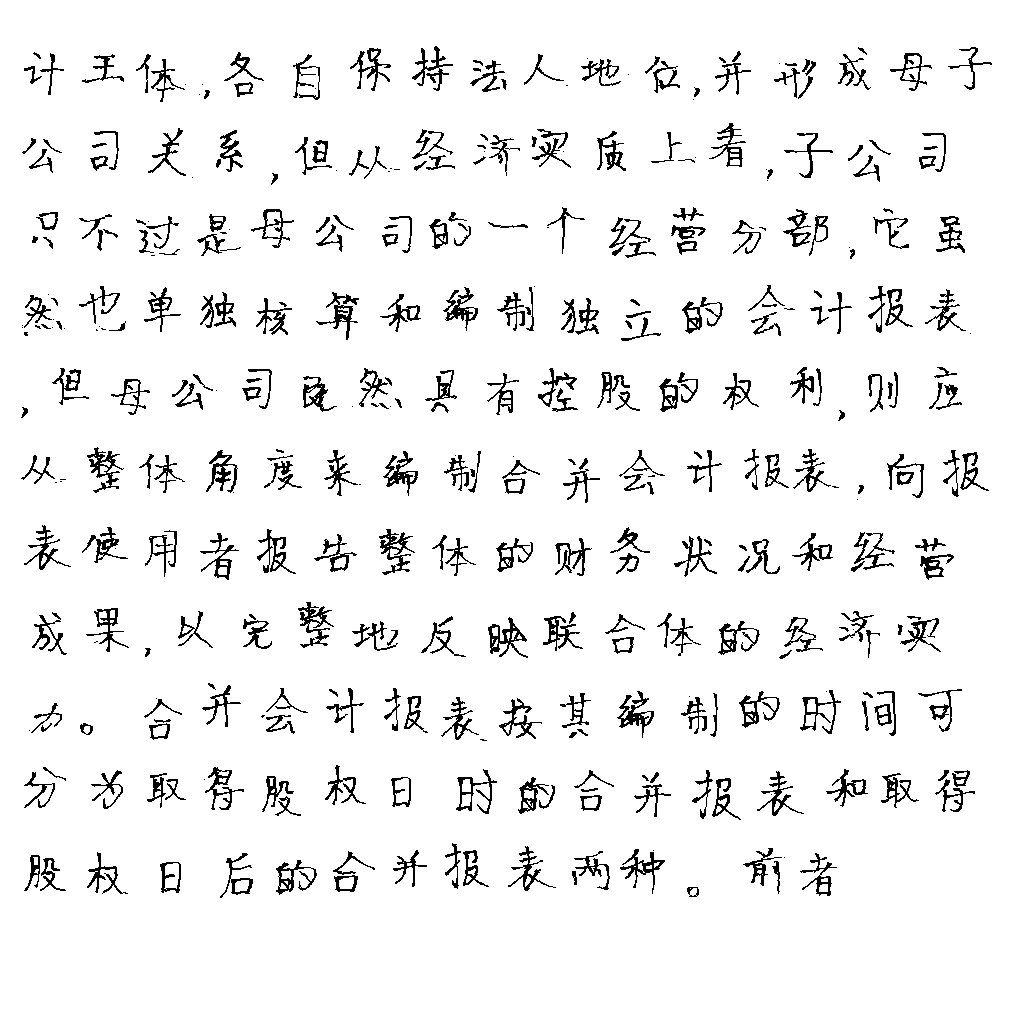 计王体,各自保持法人地位,并形成母子
公司关系,但从经济实质上看,子公司
只不过是母公司的一个经营分部,它虽
然也单独核算和编制独立的会计报表
,但母公司既然具有控股的权利,则应
从整体角度来编制合并会计报表,向报
表使用者报告整体的财务状况和经营
成果,以完整地反映联合体的经济实
力。合并会计报表按其编制的时间可
分为取得股权日时的合并报表和取得
股权日后的合并报表两种。前者